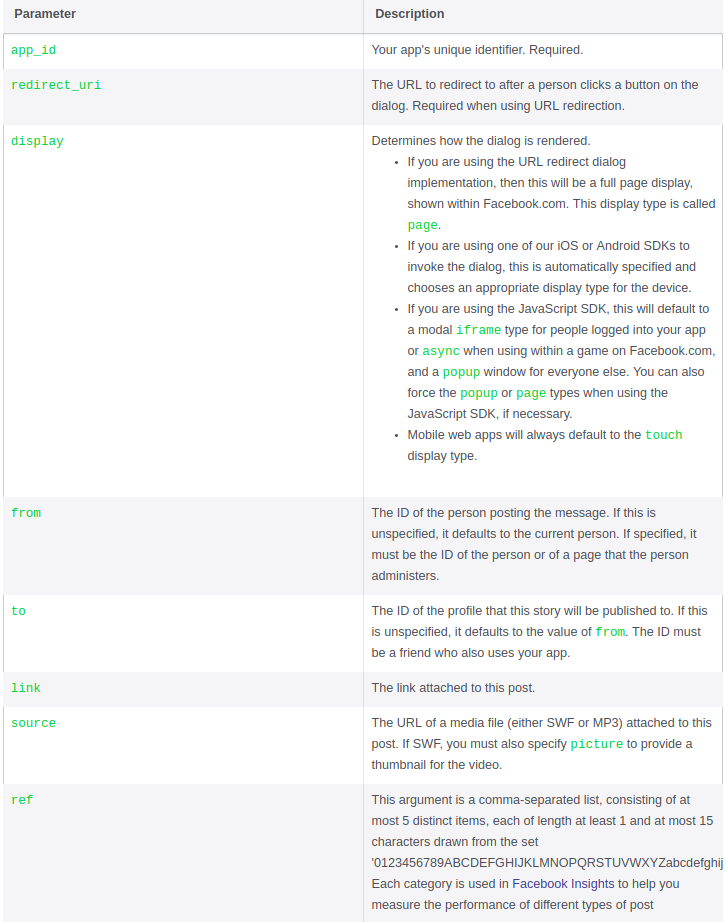 Parameter Description
app_id Your app's unique identifier. Required.
redirect_uri The URL to redirect to after a person clicks a button on the
dialog. Required when using URL redirection.
display Determines how the dialog is rendered.
• If you are using the URL redirect dialog
implementation, then this will be a full page display,
shown within Facebook.com. This display type is called
page.
• If you are using one of our iOS or Android SDKs to
invoke the dialog, this is automatically specified and
chooses an appropriate display type for the device.
• If you are using the JavaScript SDK, this will default to
a modal iframe type for people logged into your app
or async when using within a game on Facebook.com,
and a popup window for everyone else. You can also
force the popup or page types when using the
JavaScript SDK, if necessary.
• Mobile web apps will always default to the touch
display type.
from The ID of the person posting the message. If this is
unspecified, it defaults to the current person. If specified, it
must be the ID of the person or of a page that the person
administers.
to The ID of the profile that this story will be published to. If this
is unspecified, it defaults to the value of from. The ID must
be a friend who also uses your app.
link The link attached to this post.
source The URL of a media file (either SWF or MP3) attached to this
post. If SWF, you must also specify picture to provide a
thumbnail for the video.
ref This argument is a comma-separated list, consisting of at
most 5 distinct items, each of length at least 1 and at most 15
characters drawn from the set
'0123456789ABCDEFGHIJKLMNOPQRSTUVWXYZabcdefghij
Each category is used in Facebook Insights to help you
measure the performance of different types of post